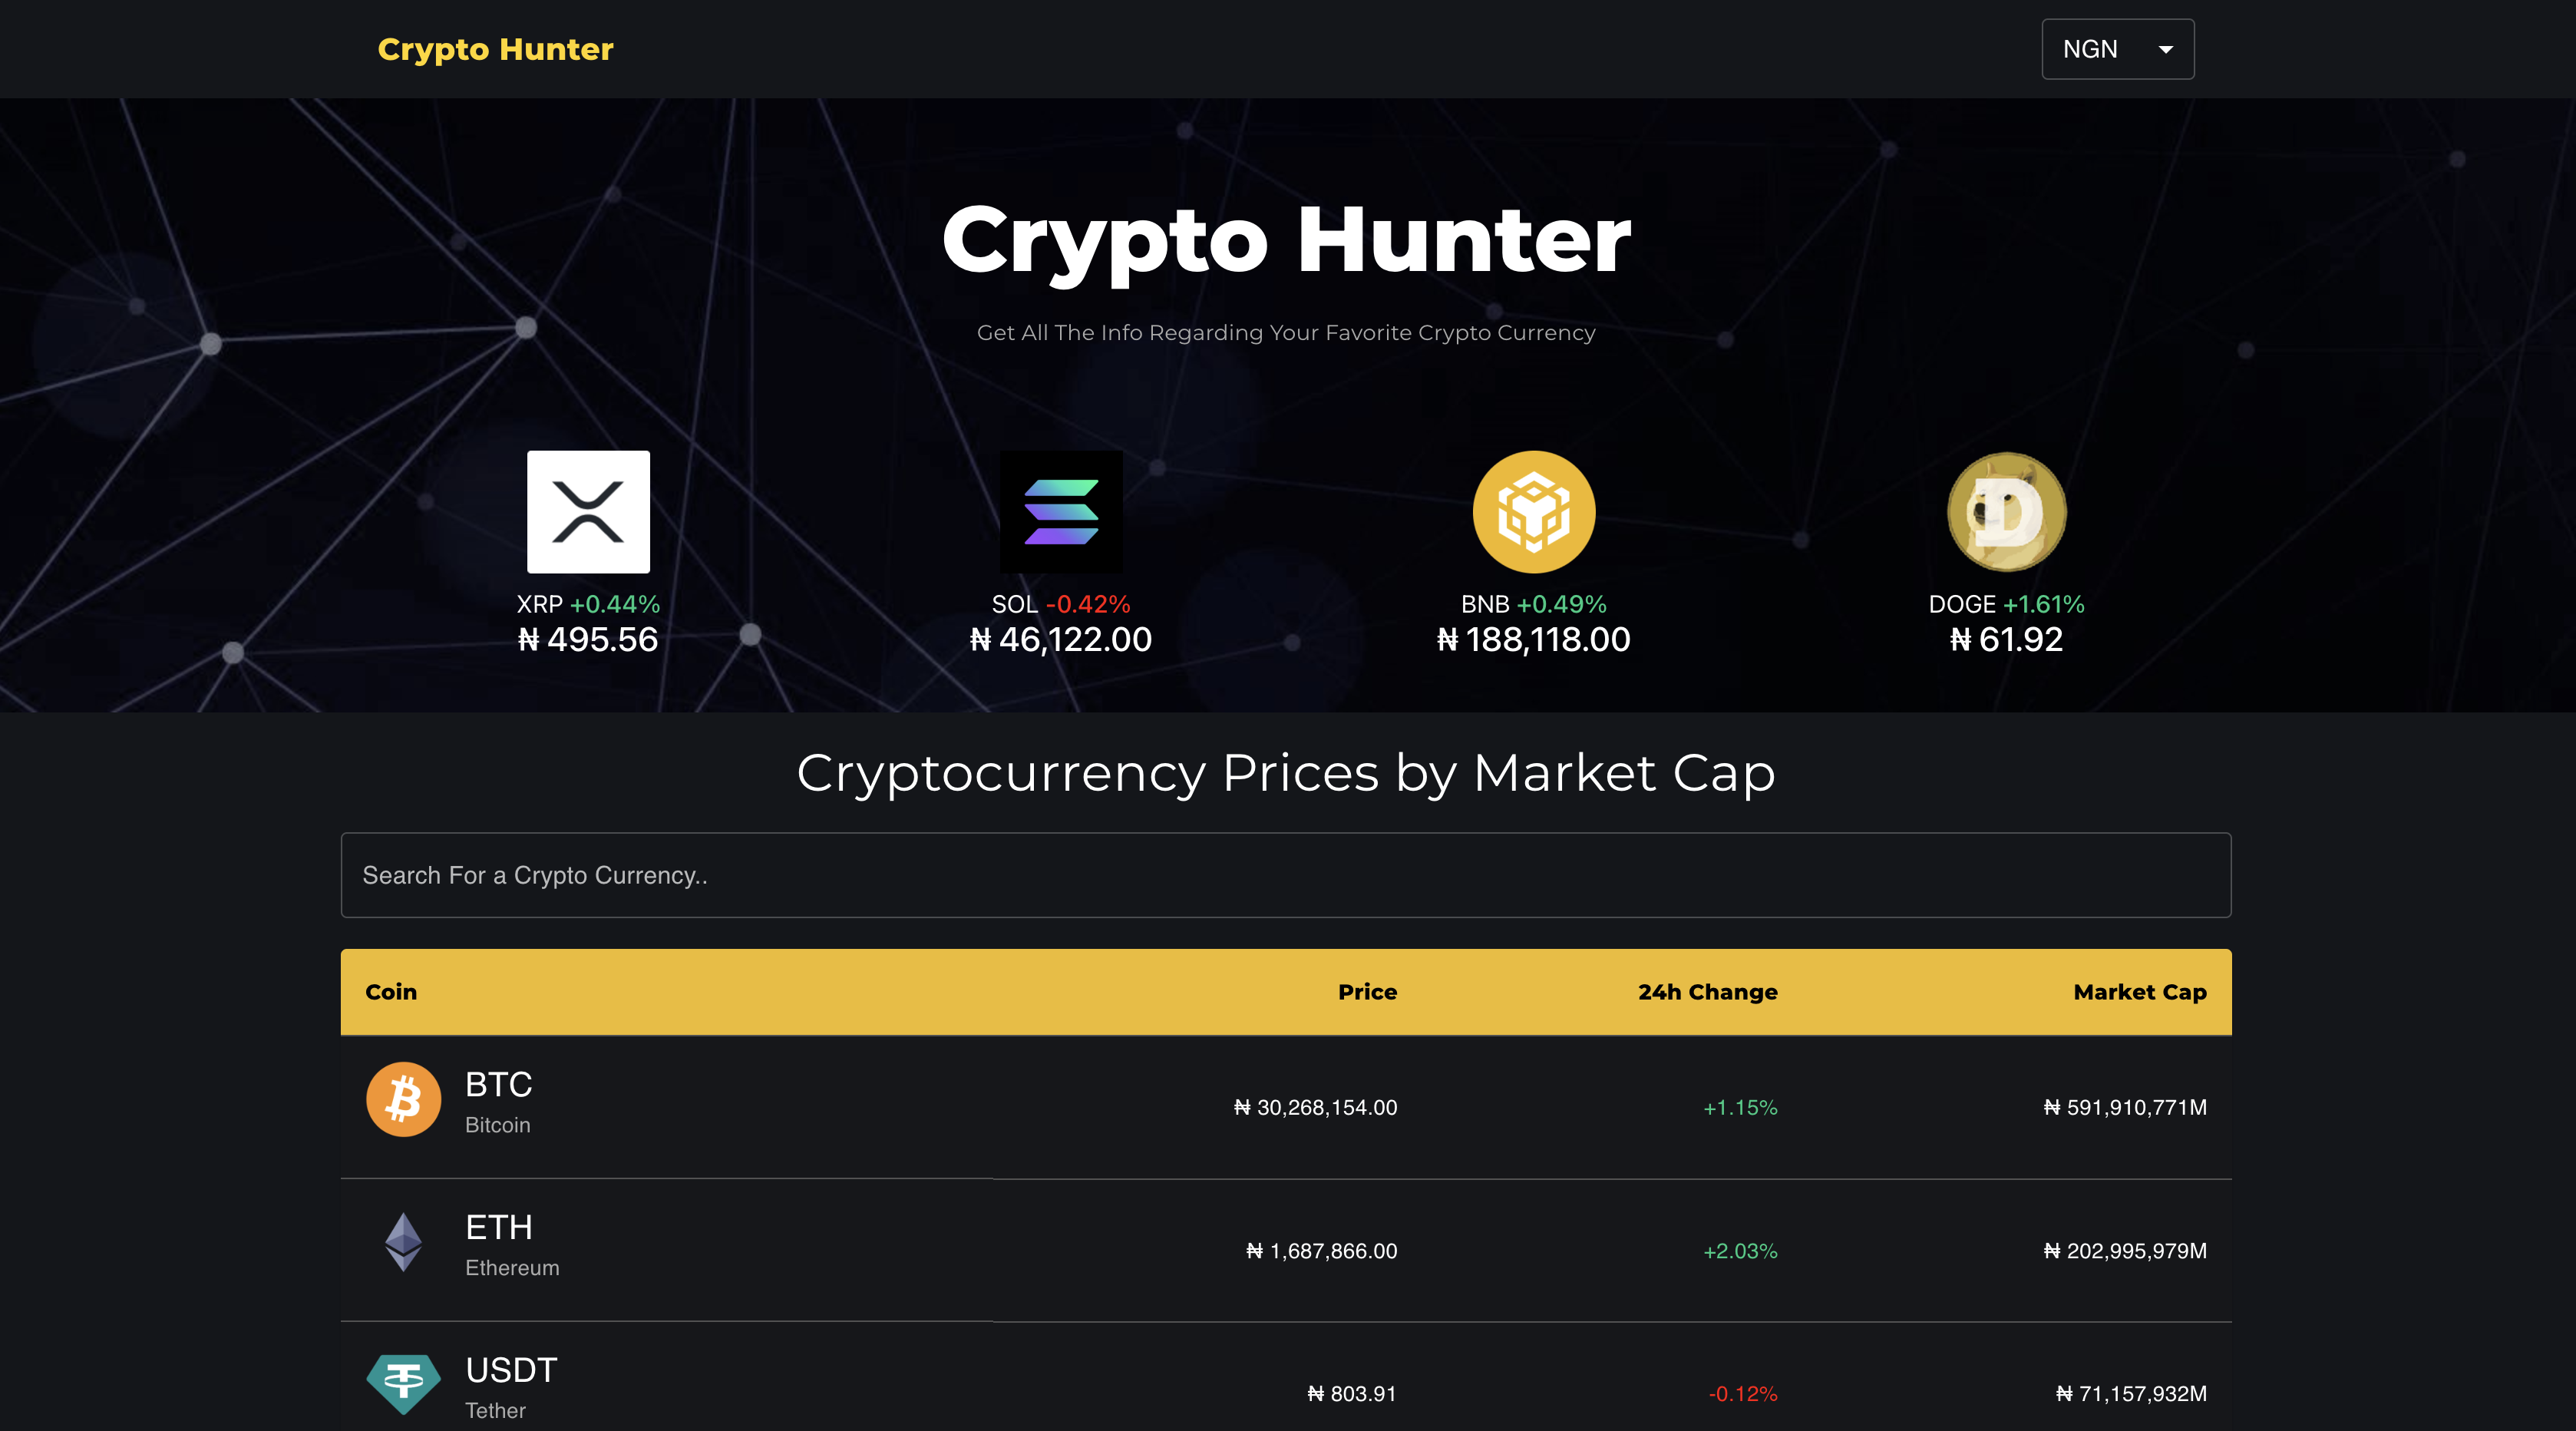 Crypto Hunter
NGN
Crypto Hunter
Get All The Info Regarding Your Favorite Crypto Currency
XRP +0.44%
₦ 495.56
SOL -0.42%
₦ 46,122.00
BNB +0.49%
₦ 188,118.00
DOGE +1.61%
₦ 61.92
Cryptocurrency Prices by Market Cap
Search For a Crypto Currency..
Coin Price 24h Change Market Cap
BTC
Bitcoin
₦ 30,268,154.00 +1.15% ₦ 591,910,771M
ETH
Ethereum
₦ 1,687,866.00 +2.03% ₦ 202,995,979M
USDT
Tether
₦ 803.91 -0.12% ₦ 71,157,932M